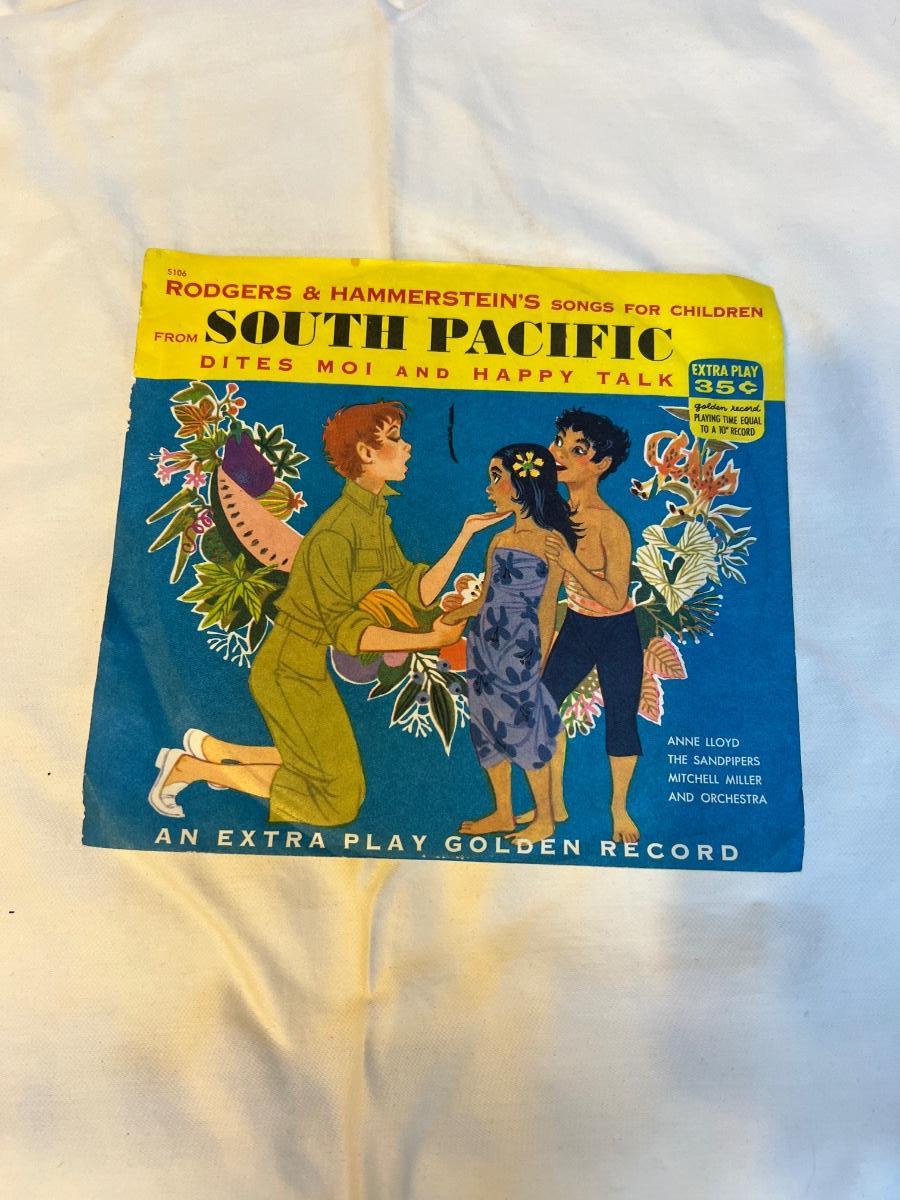 S106
RODGERS & HAMMERSTEIN'S SONGS FOR CHILDREN
FROM SOUTH PACIFIC
DITES MOI AND HAPPY TALK
EXTRA PLAY
35¢
golden record
PLAYING TIME EQUAL
TO A 10" RECORD
ANNE LLOYD
THE SANDPIPERS
MITCHELL MILLER
AND ORCHESTRA
AN EXTRA PLAY GOLDEN RECORD